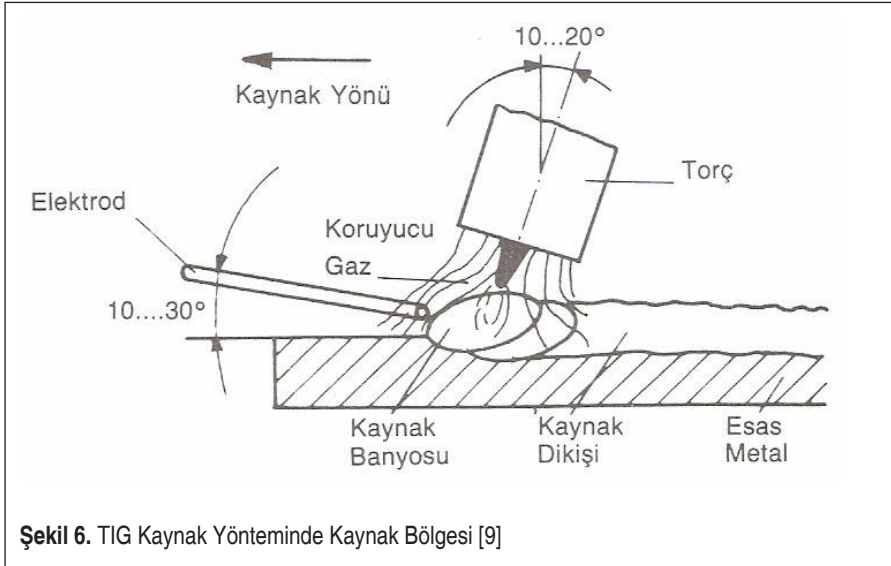 10...20°
Kaynak Yönü
Torç
Elektrod
Koruyucu
Gaz
10....30°
Kaynak
Banyosu
Kaynak
Dikişi
Esas
Metal
Şekil 6. TIG Kaynak Yönteminde Kaynak Bölgesi [9]